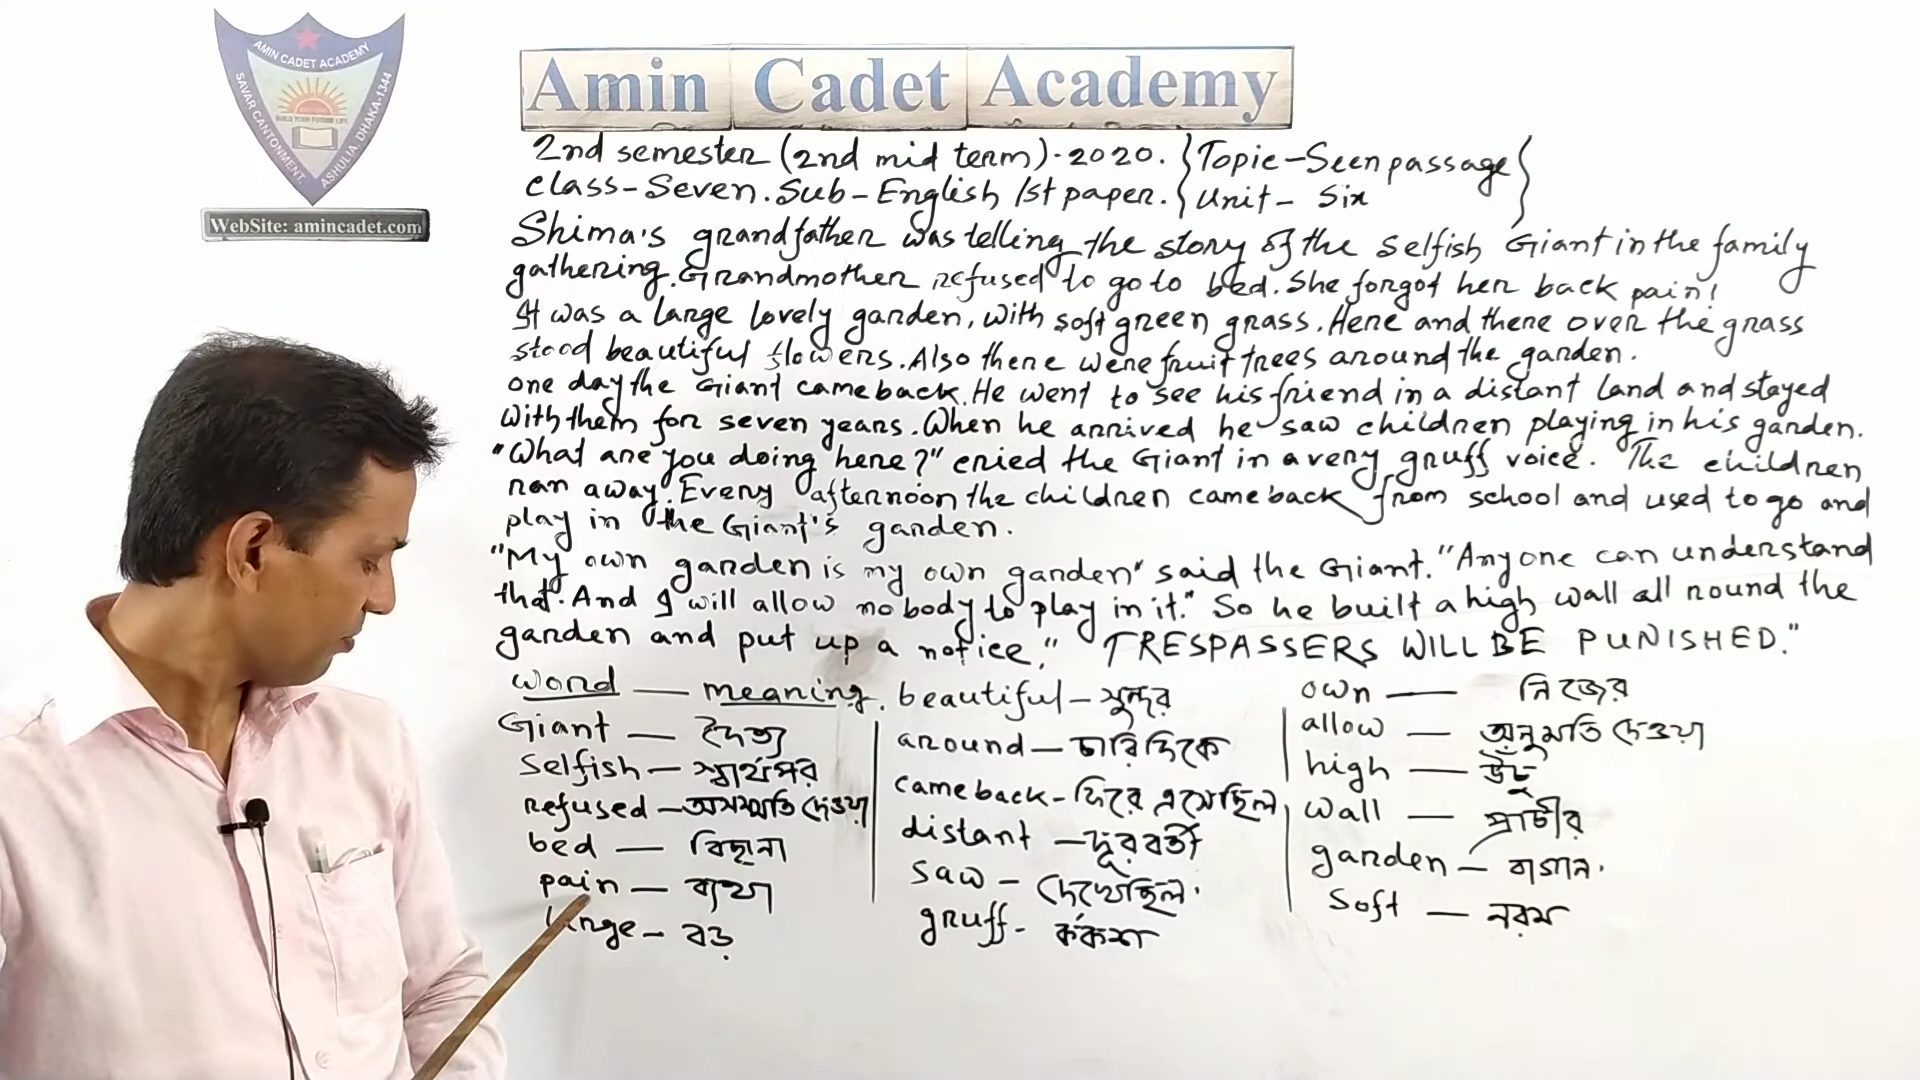 AMIN CADET ACADEMY
SAVAR CANTONMENT.
ASHULIA, DHAKA-1344
BUILD YOUR FUTURE LIFE
WebSite: amincadet.com
Amin Cadet Academy
2nd semester (2nd mid term)·2020. {Topic-Seen passage}
class-Seven. Sub-English 1st paper. {Unit- Six
Shima's grandfather was telling the story of the Selfish Giant in the family
gathering. Grandmother refused to go to bed. She forgot her back pain!
It was a large lovely garden, with soft green grass. Here and there over the grass
stood beautiful flowers. Also there were fruit trees around the garden.
one day the Giant came back. He went to see his friend in a distant land and stayed
with them for seven years. When he arrived he saw children playing in his garden.
"What are you doing here?" cried the Giant in a very gruff voice. The children
ran away. Every afternoon the children came back from school and used to go and
play in the Giant's garden.
"My own garden is my own garden" said the Giant. "Anyone can understand
that. And I will allow nobody to play in it." So he built a high wall all round the
garden and put up a notice." TRESPASSERS WILL BE PUNISHED."
word — meaning.
Giant — দৈত্য
Selfish — স্বার্থপর
refused — অসম্মতি দেওয়া
bed — বিছানা
pain — ব্যথা
large — বড়
beautiful - সুন্দর
around — চারিদিকে
came back - ফিরে এসেছিল
distant — দূরবর্তী
saw - দেখেছিল.
gruff - কর্কশ
own — নিজের
allow — অনুমতি দেওয়া
high — উঁচু
wall — প্রাচীর
garden — বাগান.
soft — নরম